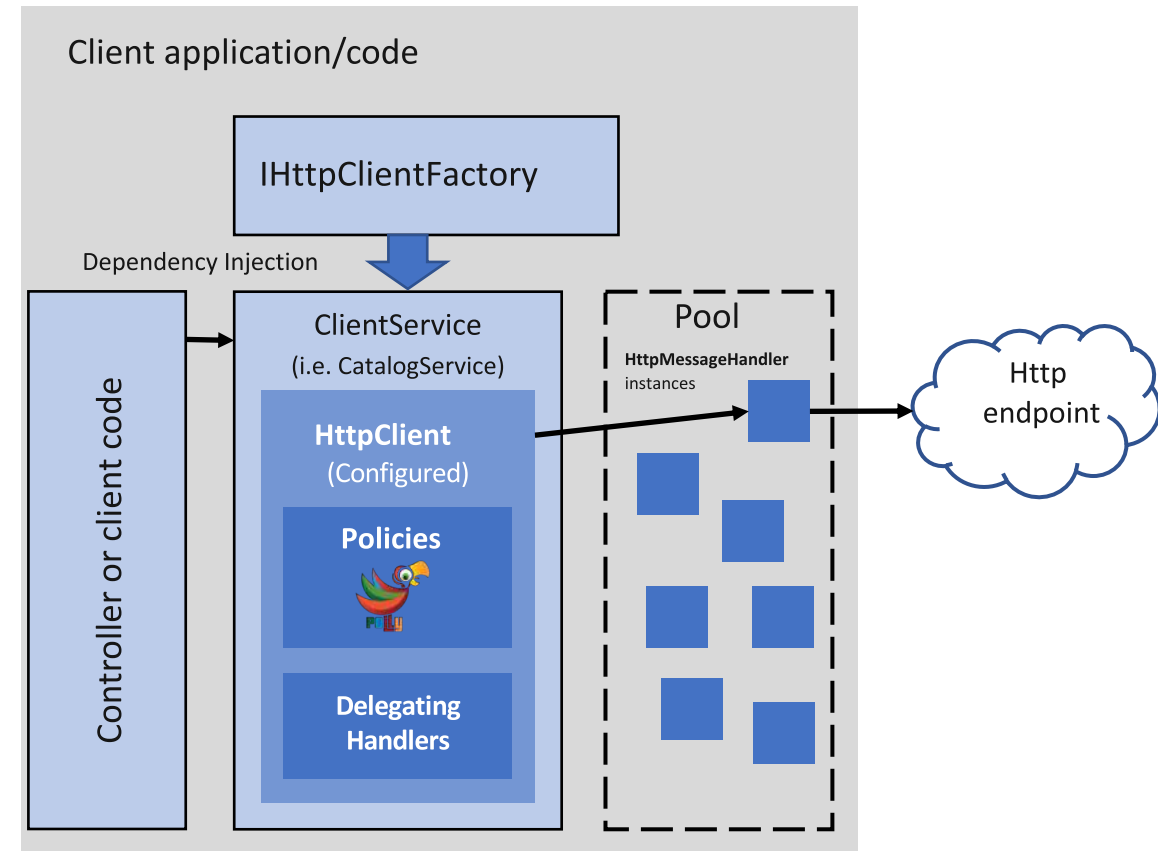 Client application/code
IHttpClientFactory
Dependency Injection
Controller or client code
ClientService
(i.e. CatalogService)
HttpClient
(Configured)
Policies
Polly
Delegating
Handlers
Pool
HttpMessageHandler
instances
Http
endpoint